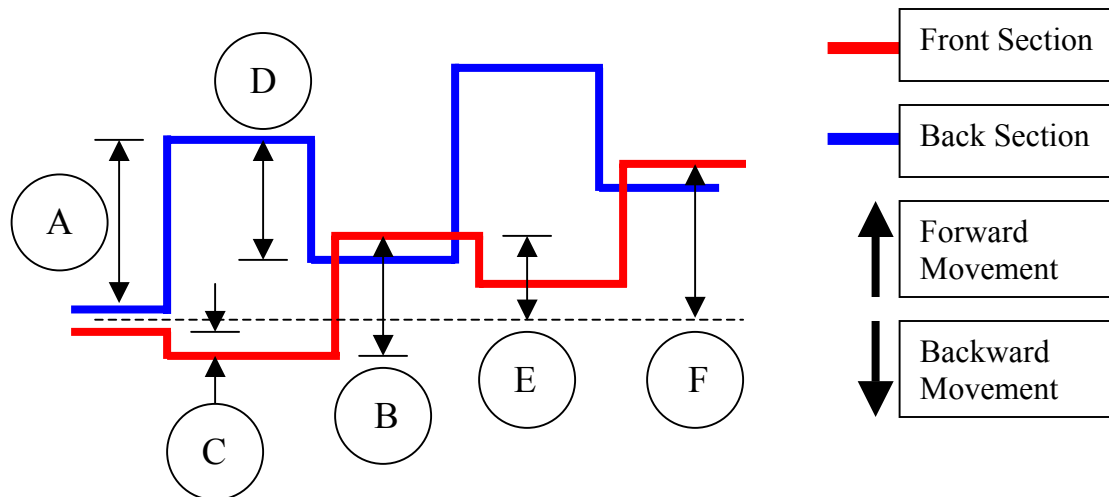 D
A
C
B
E
F
Front Section
Back Section
Forward
Movement
Backward
Movement